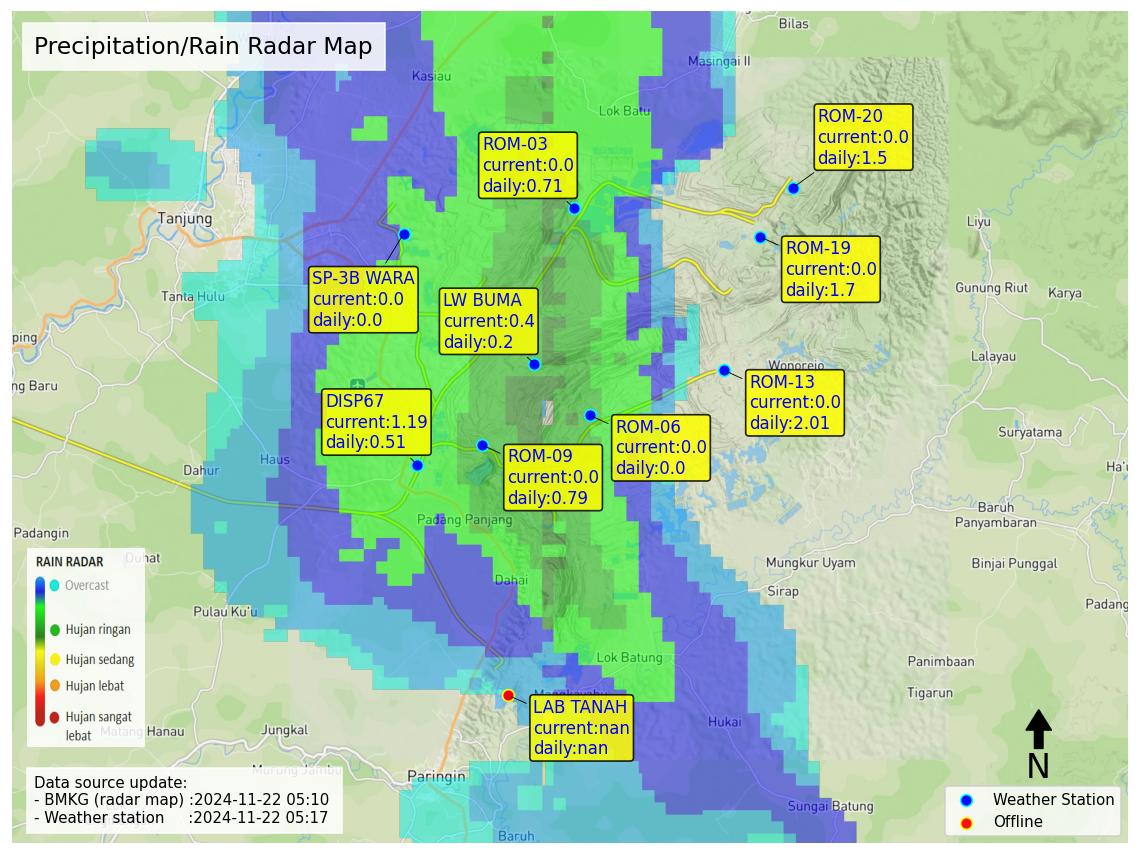 Precipitation/Rain Radar Map
Bilas
Masingai II
Kasiau
Lok Batu
ROM-20
current:0.0
daily:1.5
ROM-03
current:0.0
daily:0.71
Tanjung
Liyu
SP-3B WARA
current:0.0
daily:0.0
ROM-19
current:0.0
daily:1.7
Tanta Hulu
LW BUMA
current:0.4
daily:0.2
Gunung Riut
Karya
ping
Lalayau
Wonorejo
ng Baru
ROM-13
current:0.0
daily:2.01
DISP67
current:1.19
daily:0.51
ROM-06
current:0.0
daily:0.0
Suryatama
Haus
Dahur
ROM-09
current:0.0
daily:0.79
Ha'u
Baruh
Panyambaran
Padang Panjang
Padangin
Duhat
Mungkur Uyam
Binjai Punggal
Dahai
Sirap
Padang
Pulau Ku'u
RAIN RADAR
Overcast
Hujan ringan
Hujan sedang
Hujan lebat
Hujan sangat
lebat
Lok Batung
Panimbaan
Tigarun
LAB TANAH
current:nan
daily:nan
Hukai
Matang Hanau
Jungkal
Murung Jambu
Paringin
N
Data source update:
- BMKG (radar map) :2024-11-22 05:10
- Weather station :2024-11-22 05:17
Sungai Batung
Baruh
Weather Station
Offline